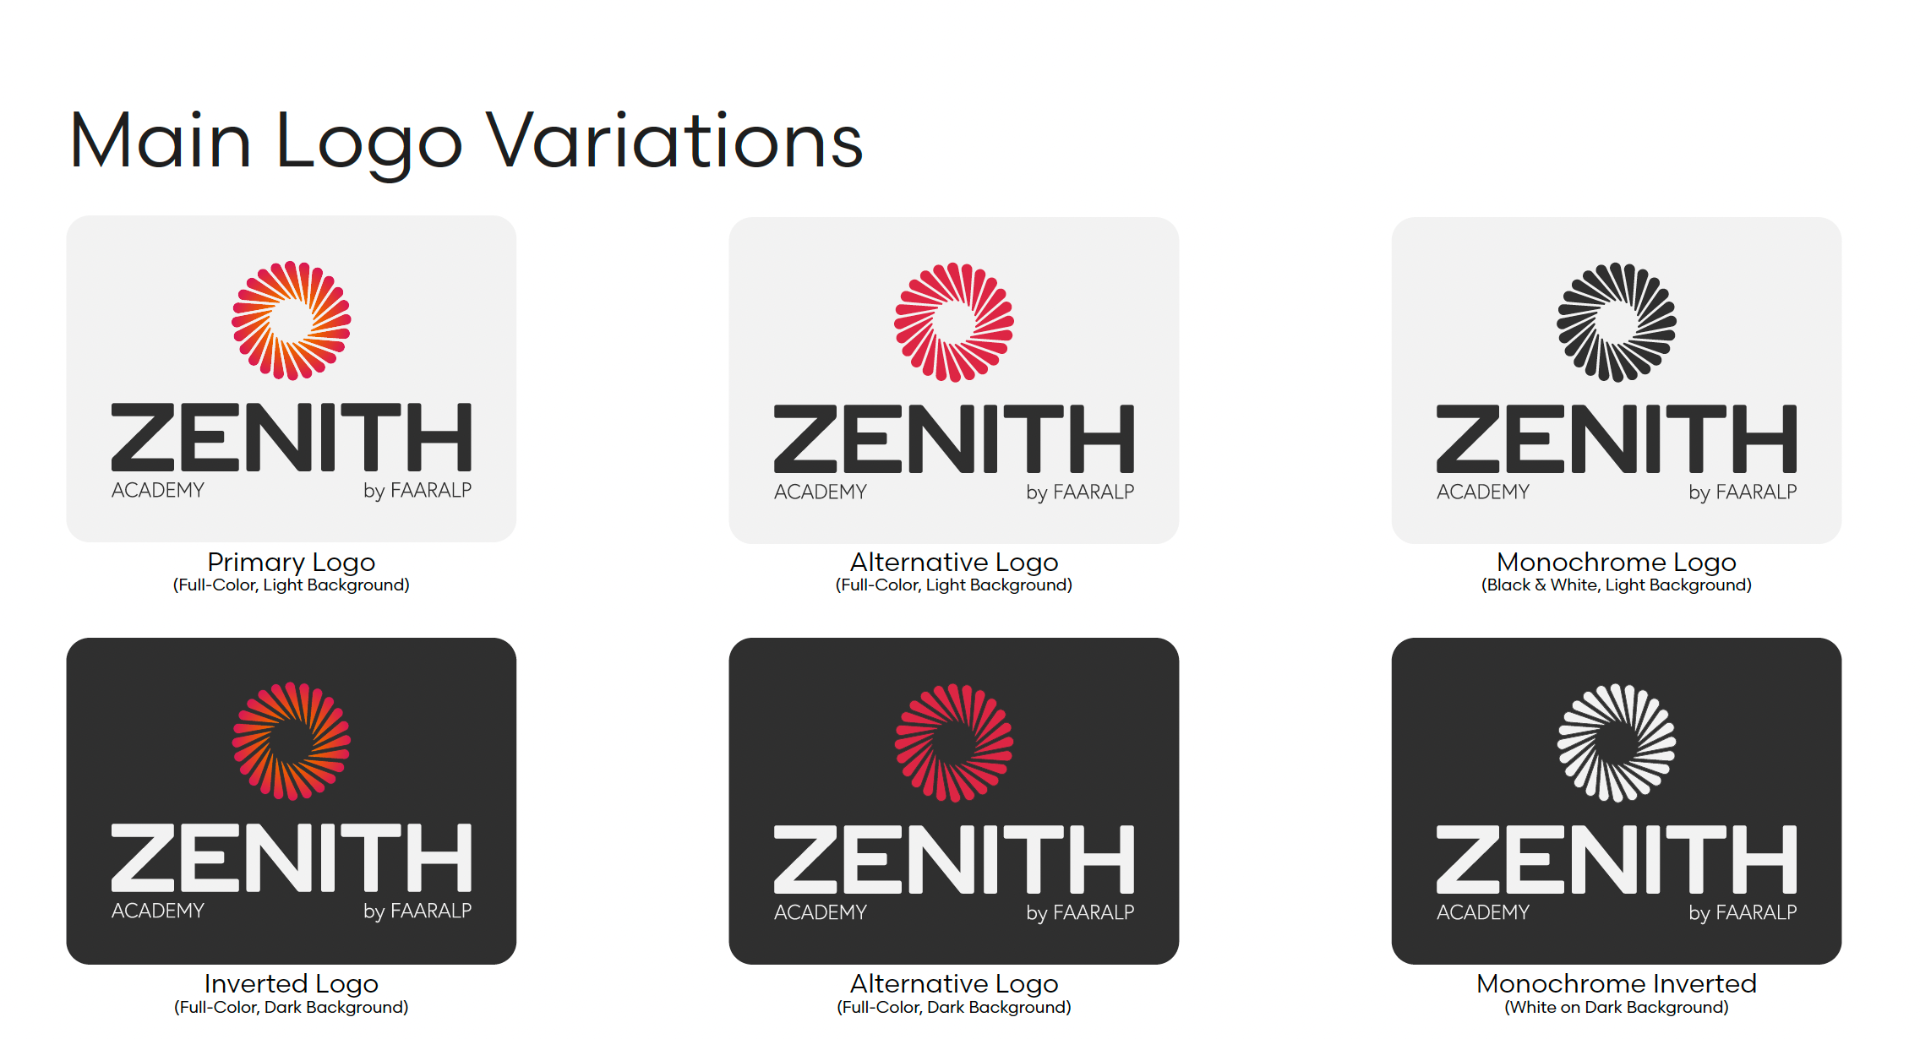 Main Logo Variations
ZENITH
ACADEMY by FAARALP
Primary Logo
(Full-Color, Light Background)
ZENITH
ACADEMY by FAARALP
Alternative Logo
(Full-Color, Light Background)
ZENITH
ACADEMY by FAARALP
Monochrome Logo
(Black & White, Light Background)
ZENITH
ACADEMY by FAARALP
Inverted Logo
(Full-Color, Dark Background)
ZENITH
ACADEMY by FAARALP
Alternative Logo
(Full-Color, Dark Background)
ZENITH
ACADEMY by FAARALP
Monochrome Inverted
(White on Dark Background)